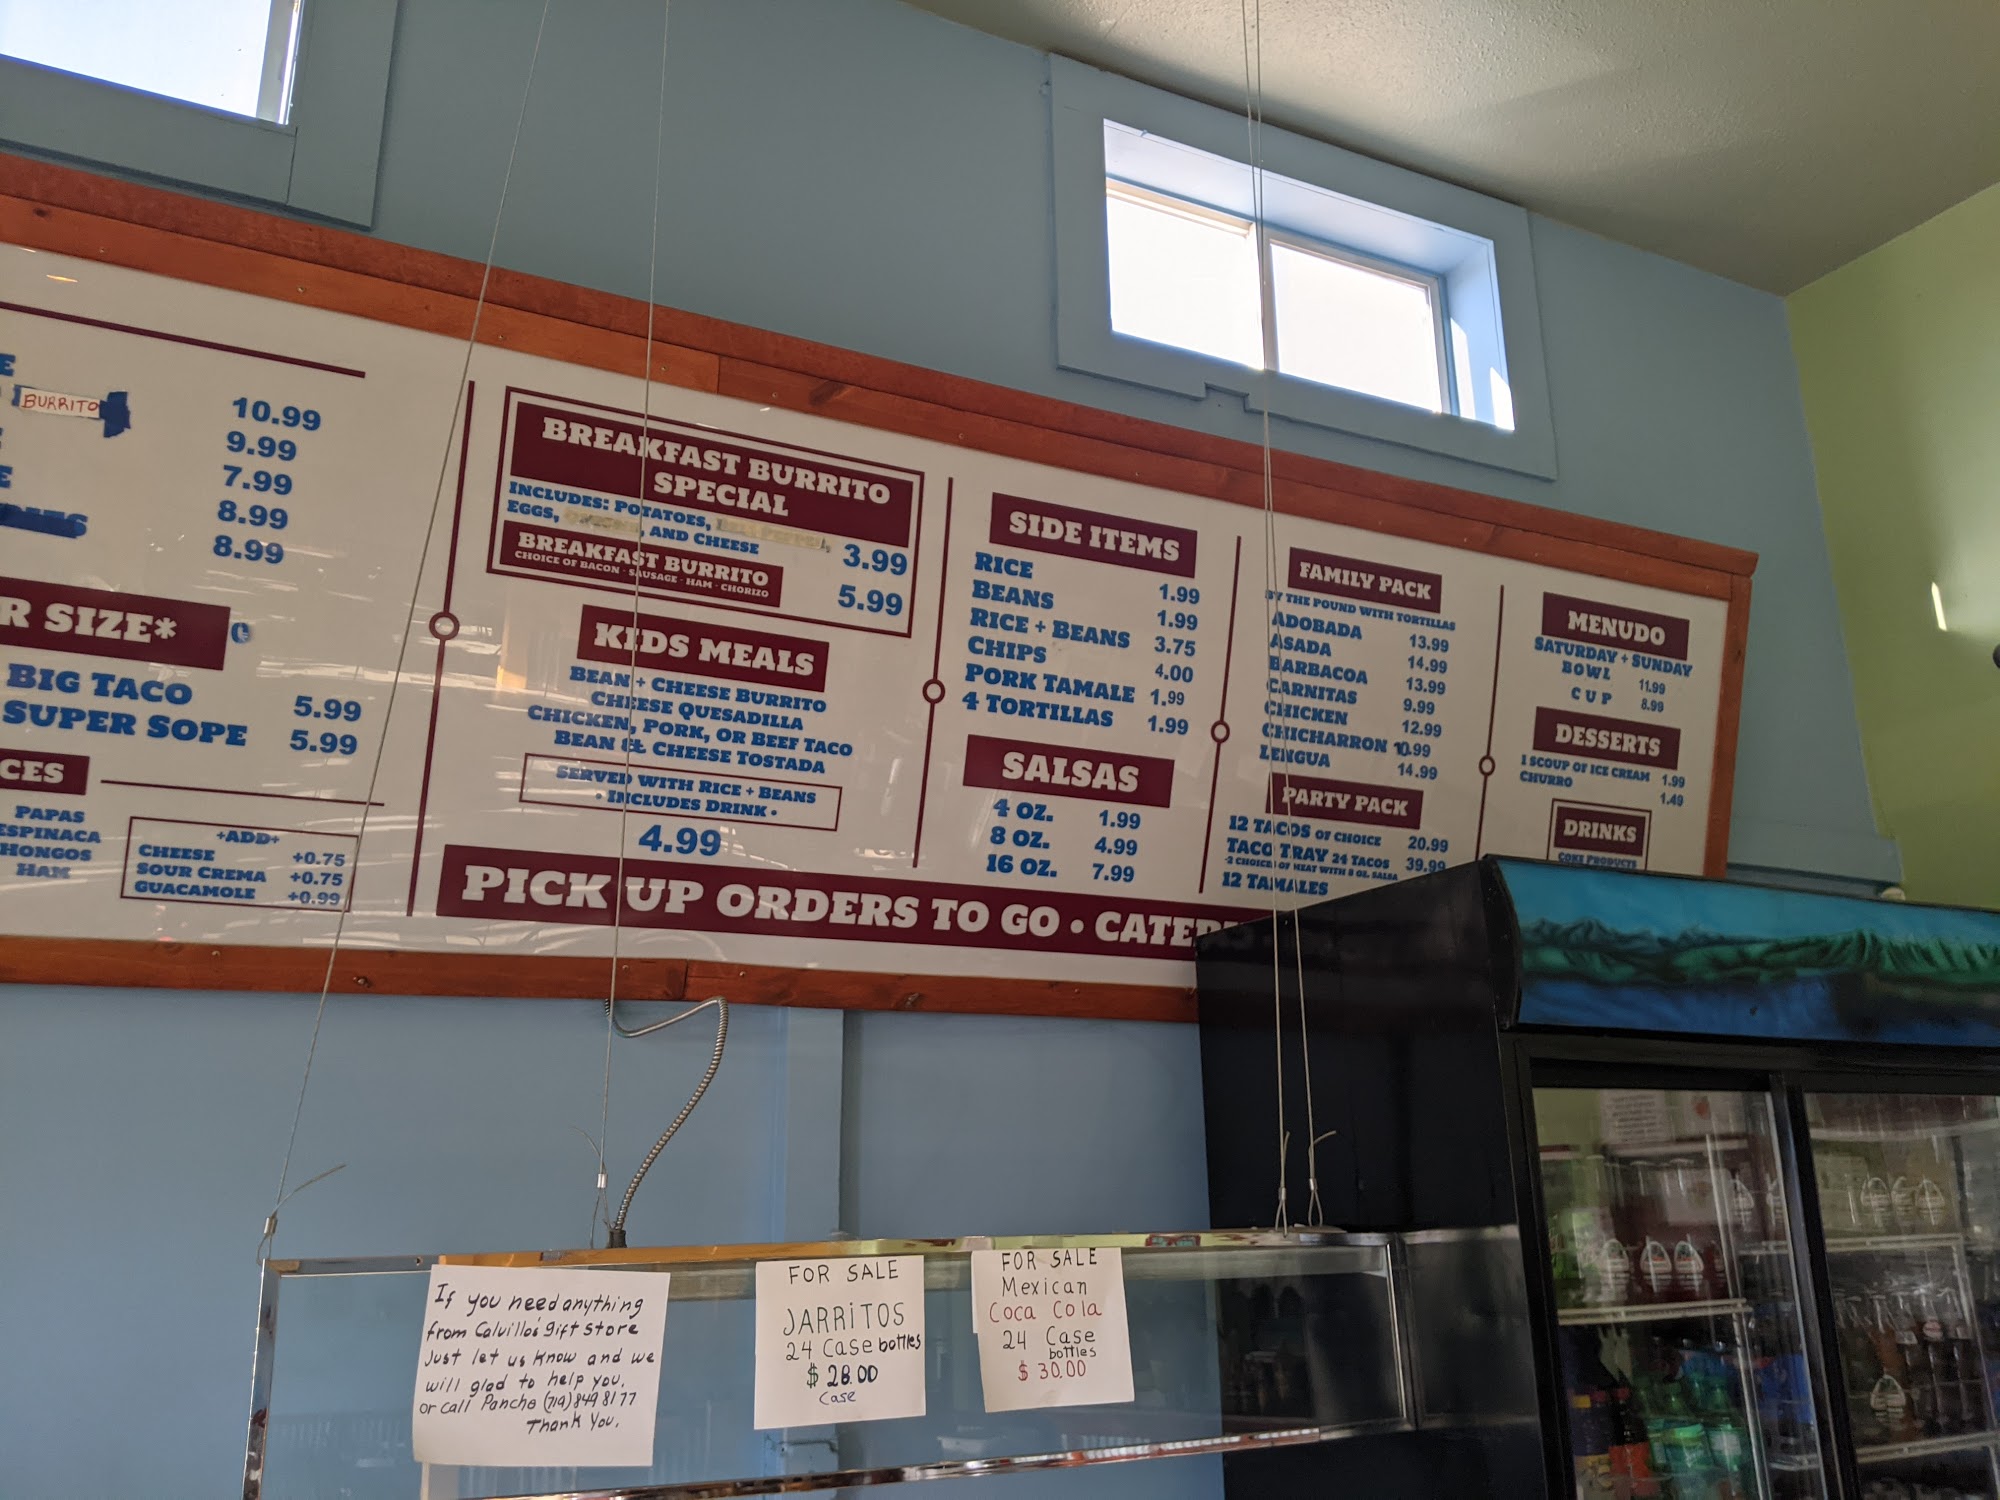 BURRITO
10.99
9.99
7.99
8.99
8.99
R SIZE*
BIG TACO 5.99
SUPER SOPE 5.99
CES
PAPAS
ESPINACA
HONGOS
HAM
+ADD+
CHEESE +0.75
SOUR CREMA +0.75
GUACAMOLE +0.99
BREAKFAST BURRITO
SPECIAL
INCLUDES: POTATOES,
EGGS, , AND CHEESE 3.99
BREAKFAST BURRITO
CHOICE OF BACON · SAUSAGE · HAM · CHORIZO
5.99
KIDS MEALS
BEAN + CHEESE BURRITO
CHEESE QUESADILLA
CHICKEN, PORK, OR BEEF TACO
BEAN & CHEESE TOSTADA
SERVED WITH RICE + BEANS
• INCLUDES DRINK •
4.99
SIDE ITEMS
RICE 1.99
BEANS 1.99
RICE + BEANS 3.75
CHIPS 4.00
PORK TAMALE 1.99
4 TORTILLAS 1.99
SALSAS
4 OZ. 1.99
8 OZ. 4.99
16 OZ. 7.99
FAMILY PACK
BY THE POUND WITH TORTILLAS
ADOBADA 13.99
ASADA 14.99
BARBACOA 13.99
CARNITAS 9.99
CHICKEN 12.99
CHICHARRON 10.99
LENGUA 14.99
PARTY PACK
12 TACOS OF CHOICE 20.99
TACO TRAY 24 TACOS 39.99
2 CHOICES OF MEAT WITH 8 OZ. SALSA
12 TAMALES
MENUDO
SATURDAY + SUNDAY
BOWL 11.99
CUP 8.99
DESSERTS
1 SCOUP OF ICE CREAM 1.99
CHURRO 1.49
DRINKS
COKE PRODUCTS
PICK UP ORDERS TO GO • CATERI
If you need anything
from Calvillo's gift store
Just let us know and we
will glad to help you.
or call Pancho (719) 849 8177
Thank You.
FOR SALE
JARRITOS
24 Case bottles
$ 28.00
Case
FOR SALE
Mexican
Coca Cola
24 Case
bottles
$ 30.00